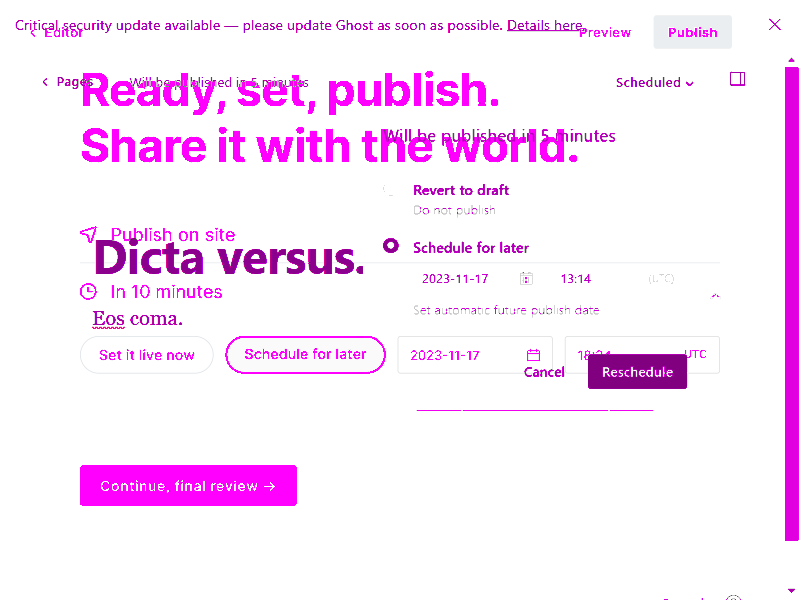 Critical security update available — please update Ghost as soon as possible. Details here.
Editor
Preview
Publish
Pages
Will be published in 5 minutes
Scheduled
Ready, set, publish.
Share it with the world.
Will be published in 5 minutes
Revert to draft
Do not publish
Publish on site
Dicta versus.
Schedule for later
2023-11-17
13:14
(UTC)
In 10 minutes
Set automatic future publish date
Eos coma.
Set it live now
Schedule for later
2023-11-17
UTC
Cancel
Reschedule
Continue, final review →